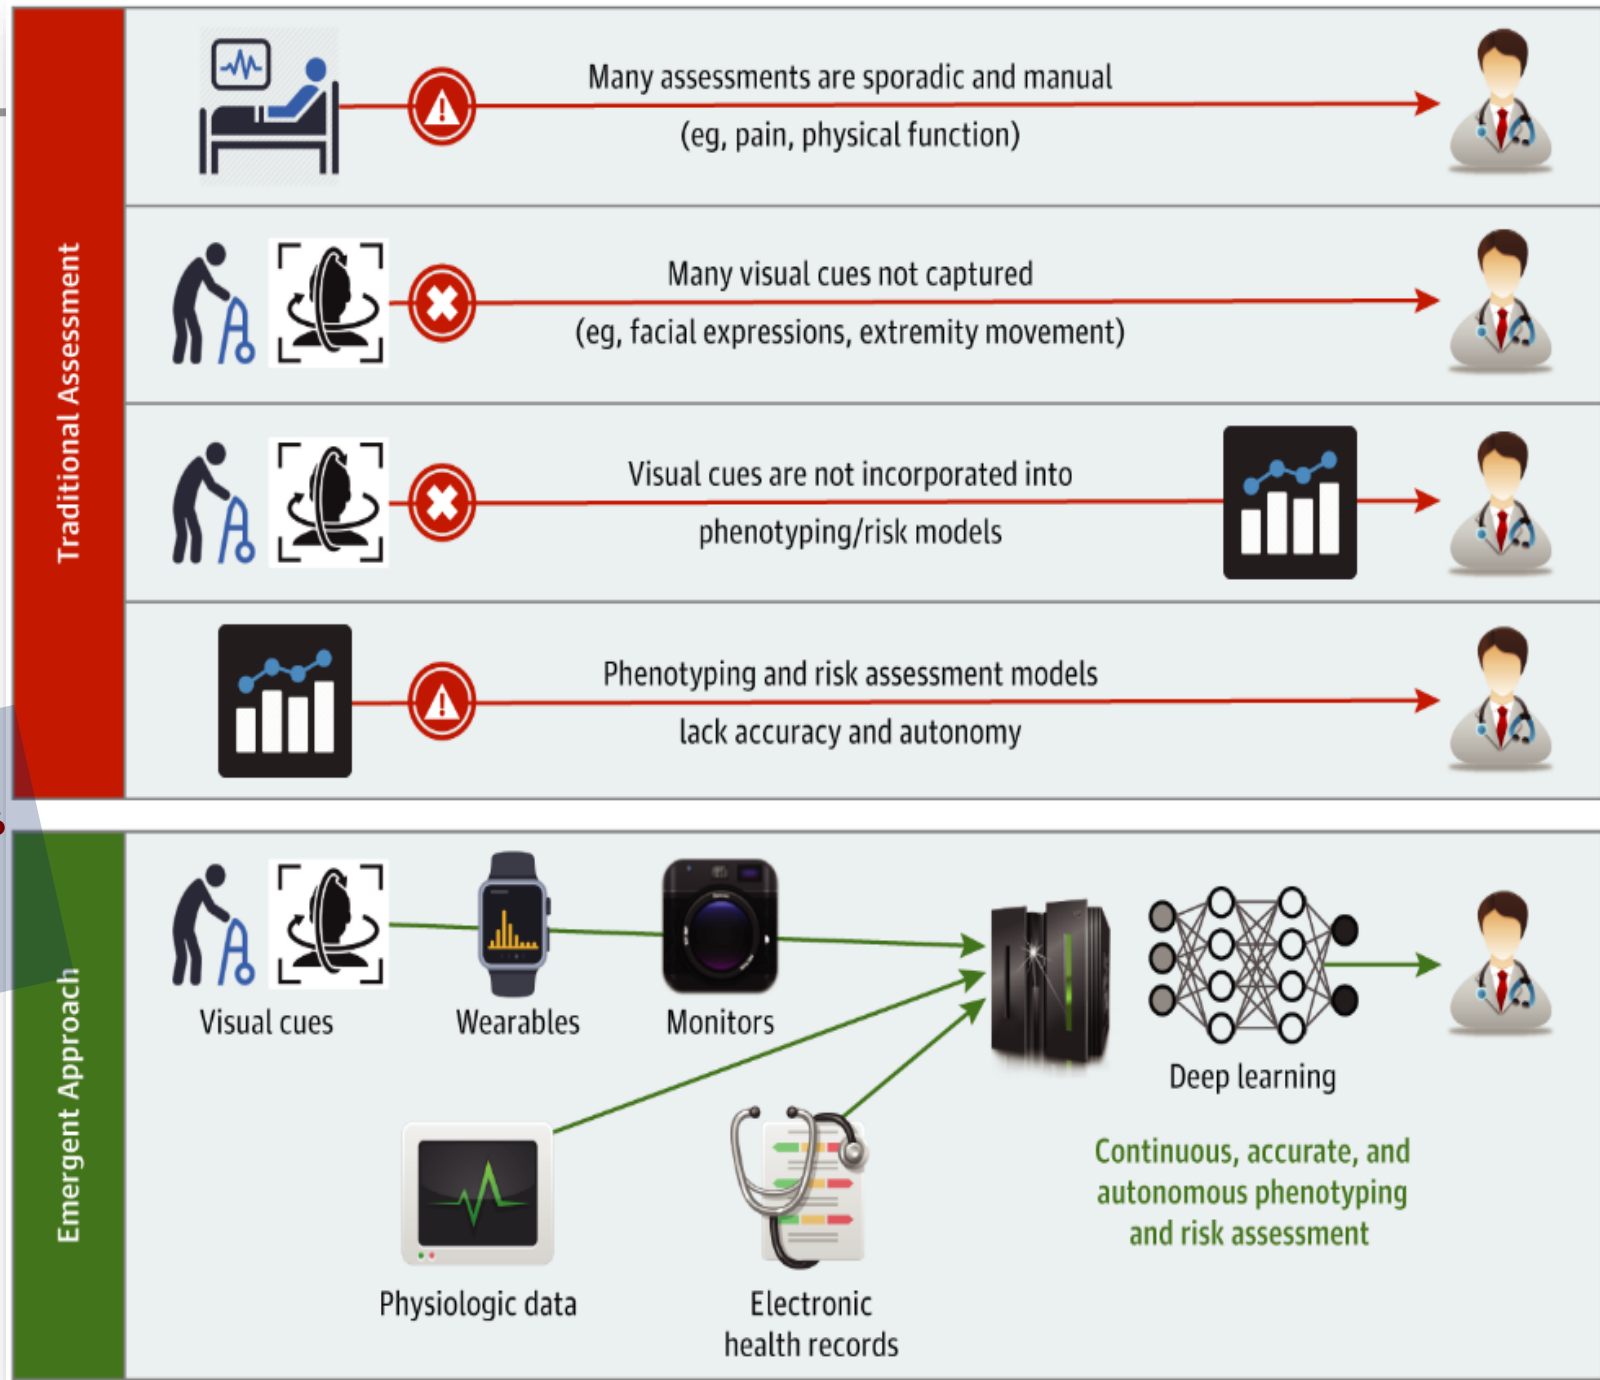 Traditional Assessment
Many assessments are sporadic and manual
(eg, pain, physical function)
Many visual cues not captured
(eg, facial expressions, extremity movement)
Visual cues are not incorporated into
phenotyping/risk models
Phenotyping and risk assessment models
lack accuracy and autonomy
s
Emergent Approach
Visual cues
Wearables
Monitors
Deep learning
Physiologic data
Electronic
health records
Continuous, accurate, and
autonomous phenotyping
and risk assessment